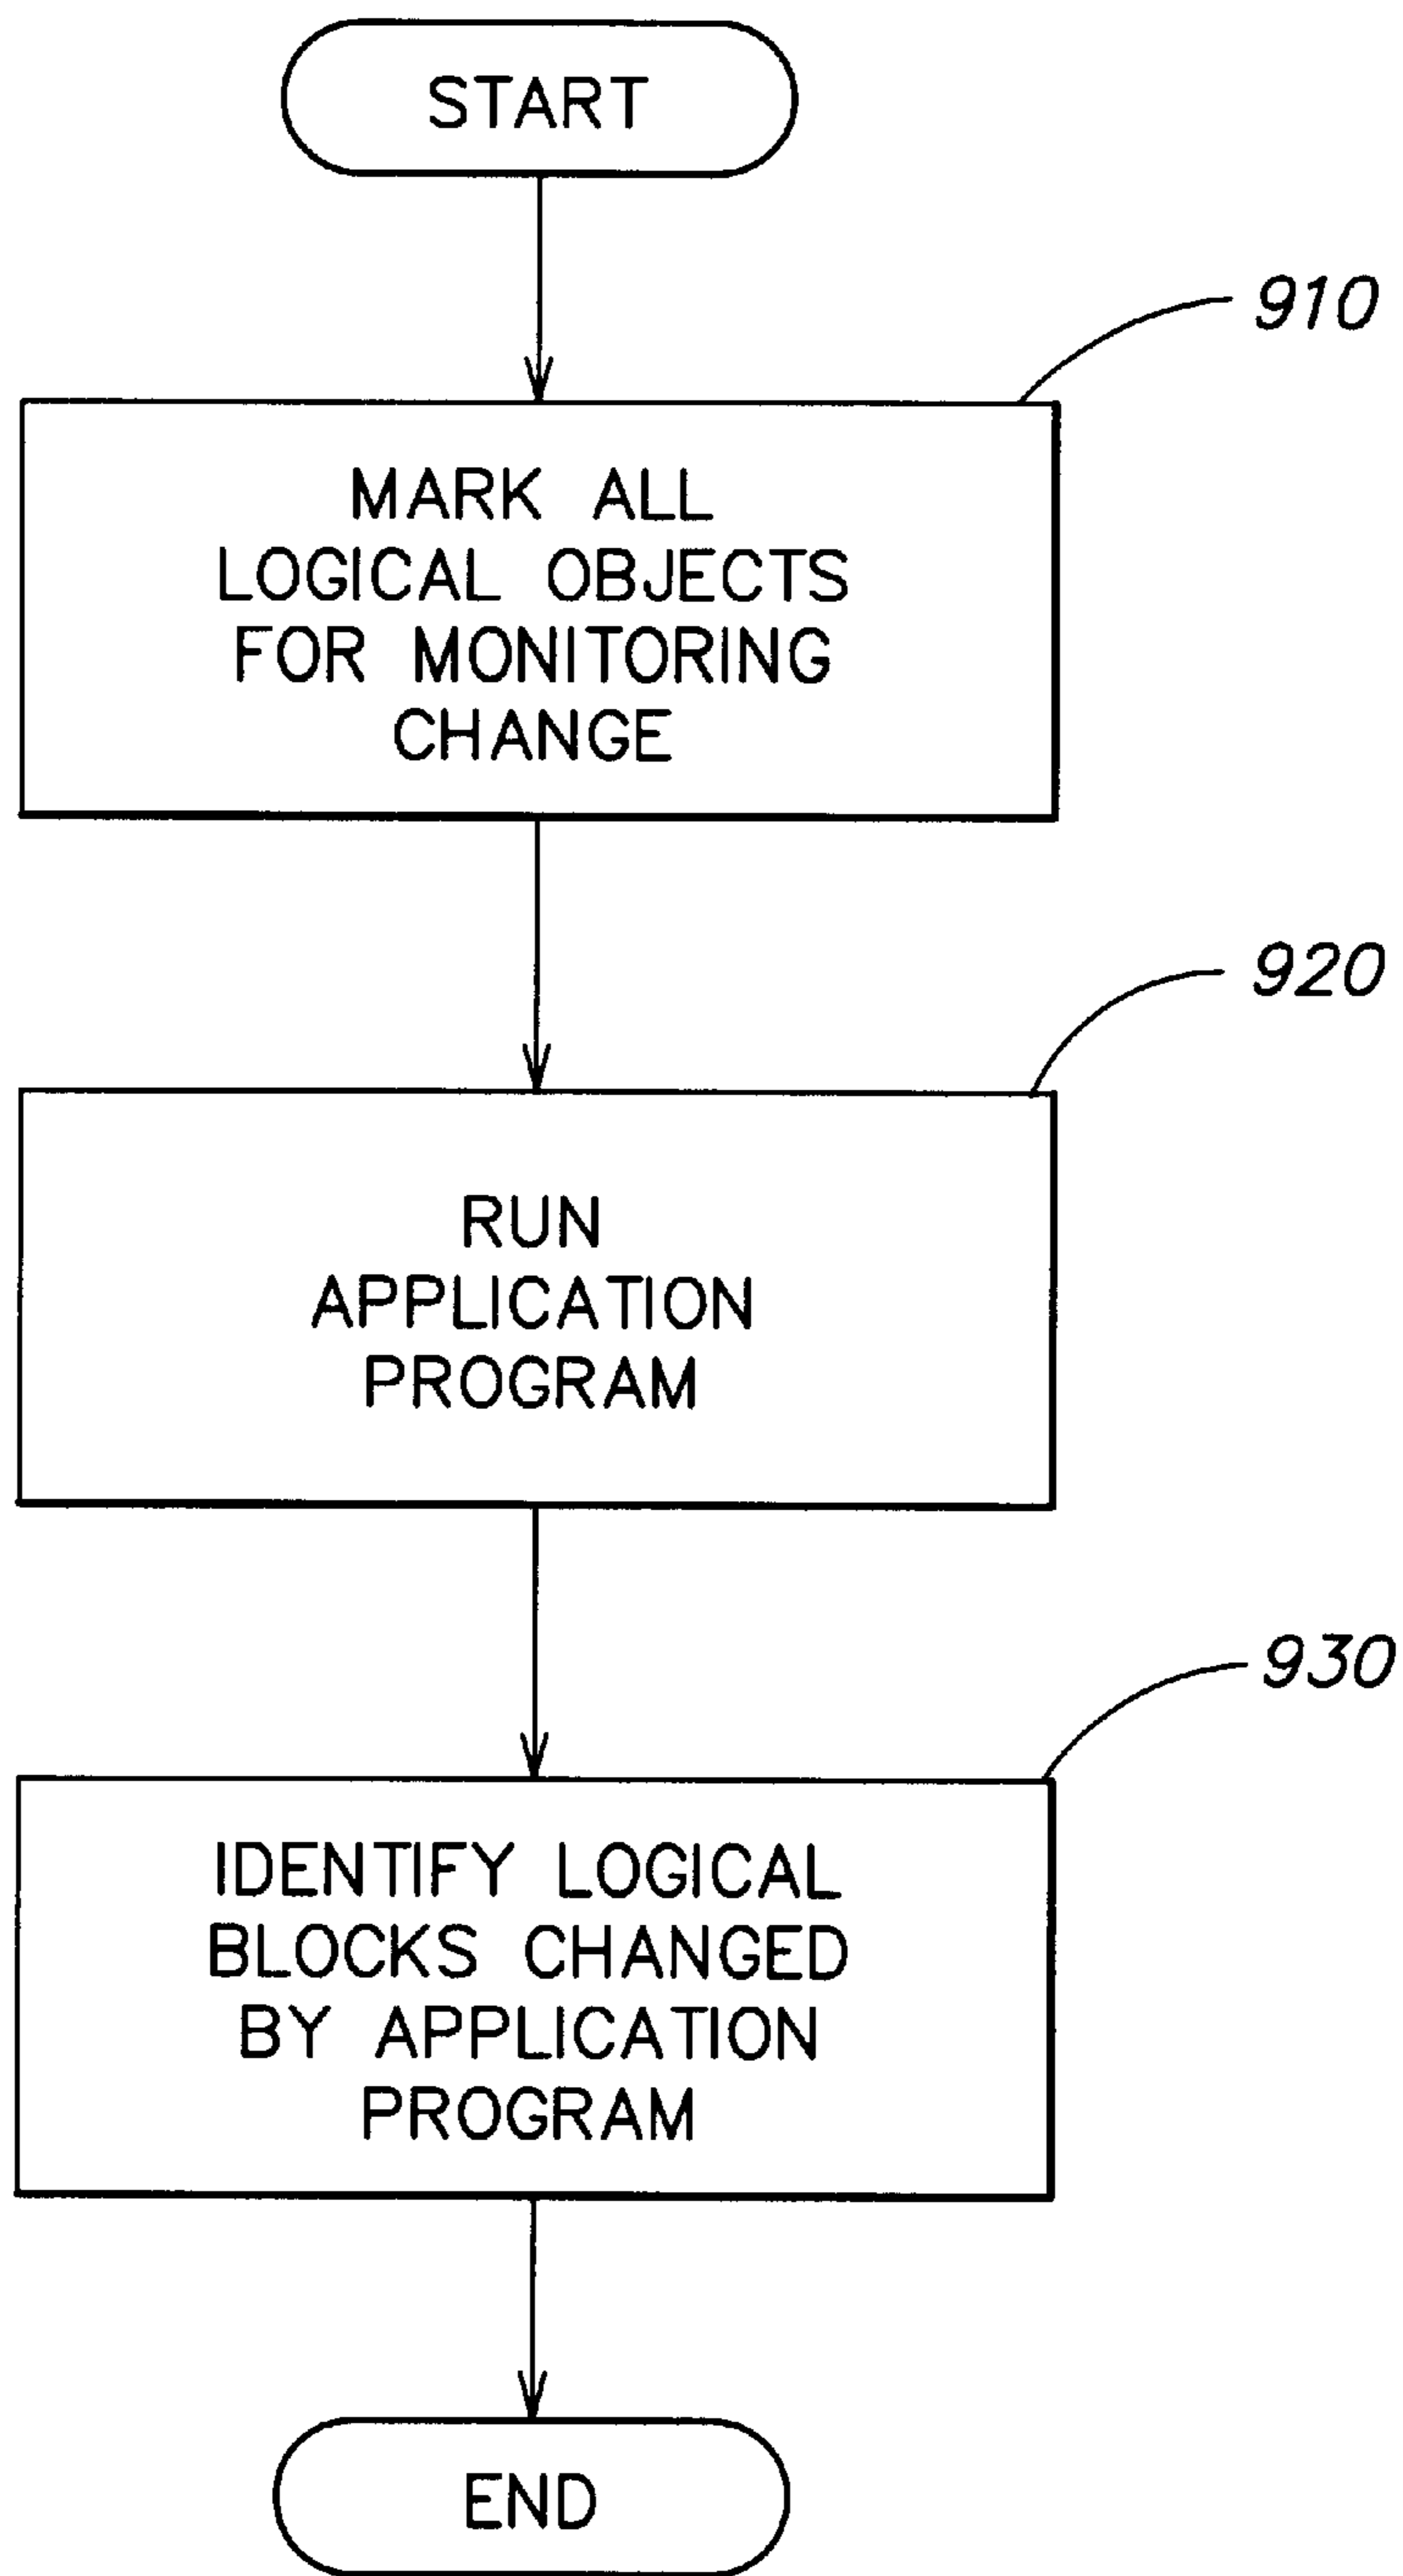 START
910
MARK ALL
LOGICAL OBJECTS
FOR MONITORING
CHANGE
920
RUN
APPLICATION
PROGRAM
930
IDENTIFY LOGICAL
BLOCKS CHANGED
BY APPLICATION
PROGRAM
END